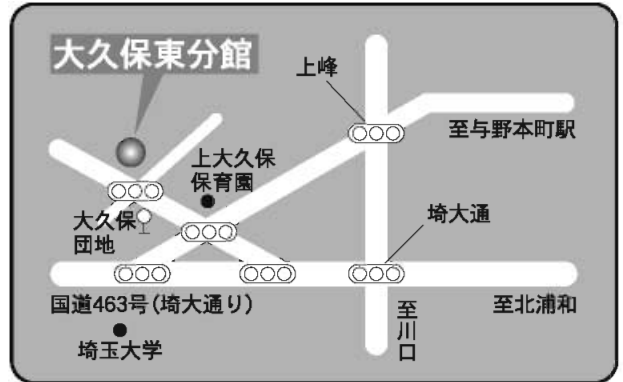 大久保東分館
上峰
至与野本町駅
上大久保
保育園
大久保
団地
埼大通
国道463号(埼大通り)
至川口
至北浦和
埼玉大学